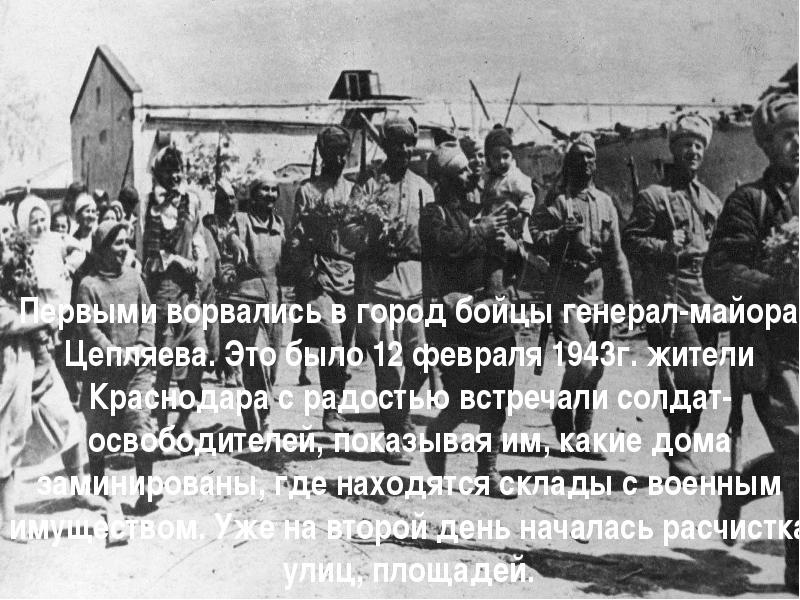 Первыми ворвались в город бойцы генерал-майора
Цепляева. Это было 12 февраля 1943г. жители
Краснодара с радостью встречали солдат-
освободителей, показывая им, какие дома
заминированы, где находятся склады с военным
имуществом. Уже на второй день началась расчистка
улиц, площадей.